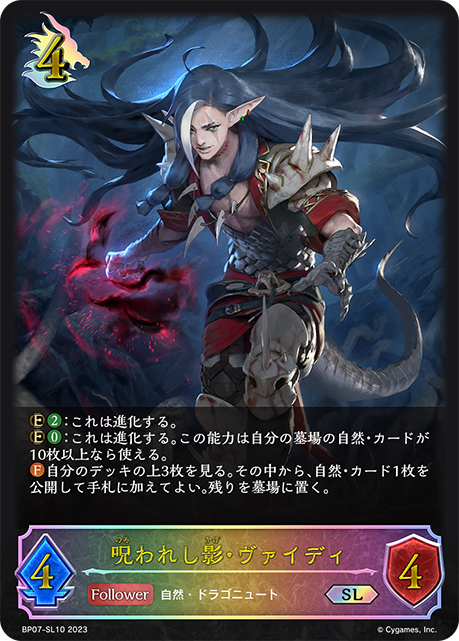 4
E 2：これは進化する。
E 0：これは進化する。この能力は自分の墓場の自然・カードが
10枚以上なら使える。
F 自分のデッキの上3枚を見る。その中から、自然・カード1枚を
公開して手札に加えてよい。残りを墓場に置く。
のろ かげ
呪われし影・ヴァイディ
4
Follower 自然・ドラゴニュート SL
4
BP07-SL10 2023 © Cygames, Inc.